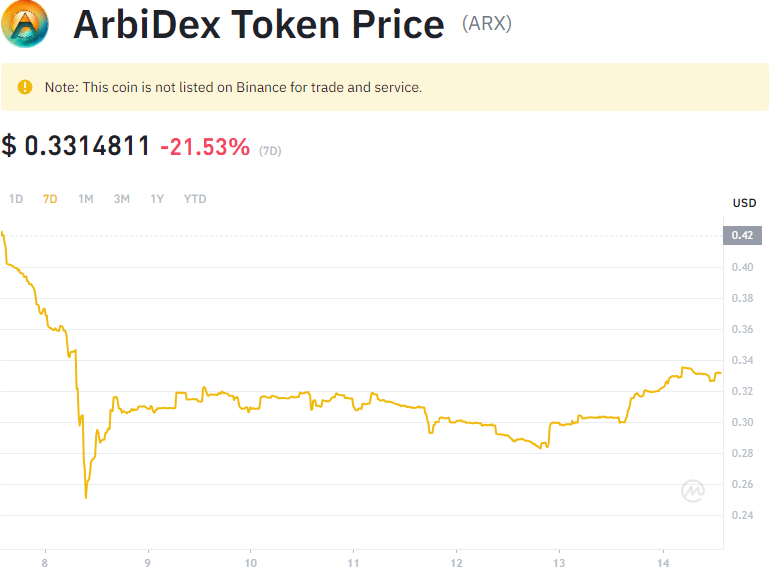 ArbiDex Token Price (ARX)
Note: This coin is not listed on Binance for trade and service.
$ 0.3314811 -21.53% (7D)
1D 7D 1M 3M 1Y YTD
USD
0.42
0.40
0.38
0.36
0.34
0.32
0.30
0.28
0.26
0.24
8 9 10 11 12 13 14